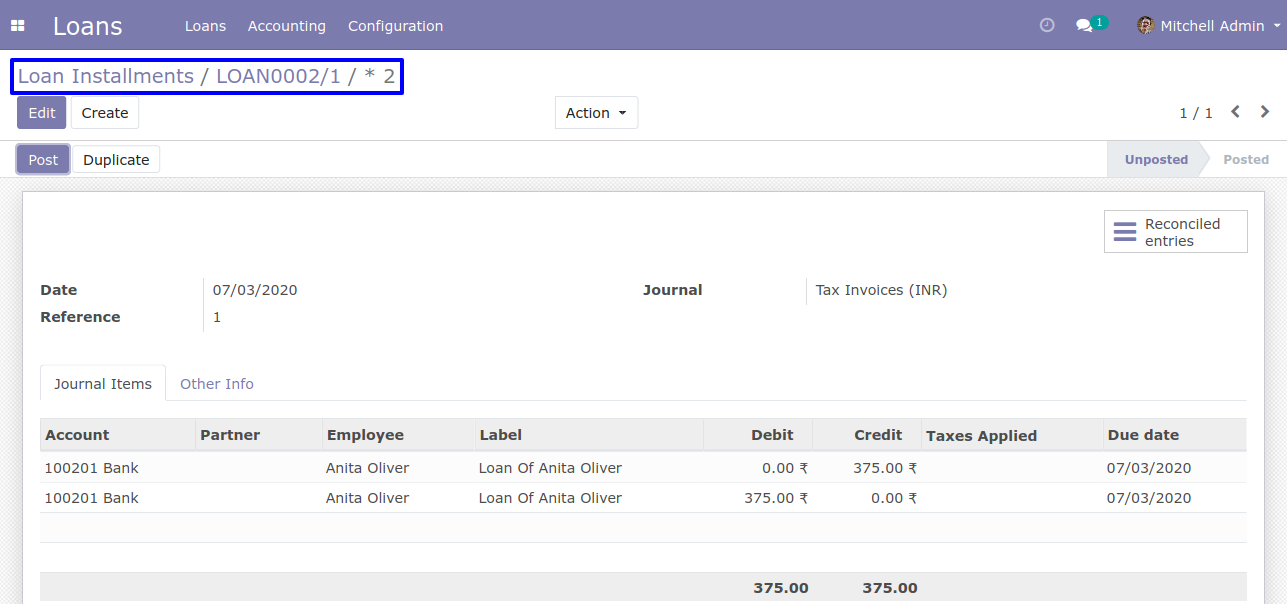 Loans Loans Accounting Configuration 1 Mitchell Admin
Loan Installments / LOAN0002/1 / * 2
Edit Create Action 1 / 1
Post Duplicate Unposted Posted
Reconciled
entries
Date 07/03/2020 Journal Tax Invoices (INR)
Reference 1
Journal Items Other Info
Account Partner Employee Label Debit Credit Taxes Applied Due date
100201 Bank Anita Oliver Loan Of Anita Oliver 0.00 ₹ 375.00 ₹ 07/03/2020
100201 Bank Anita Oliver Loan Of Anita Oliver 375.00 ₹ 0.00 ₹ 07/03/2020
375.00 375.00